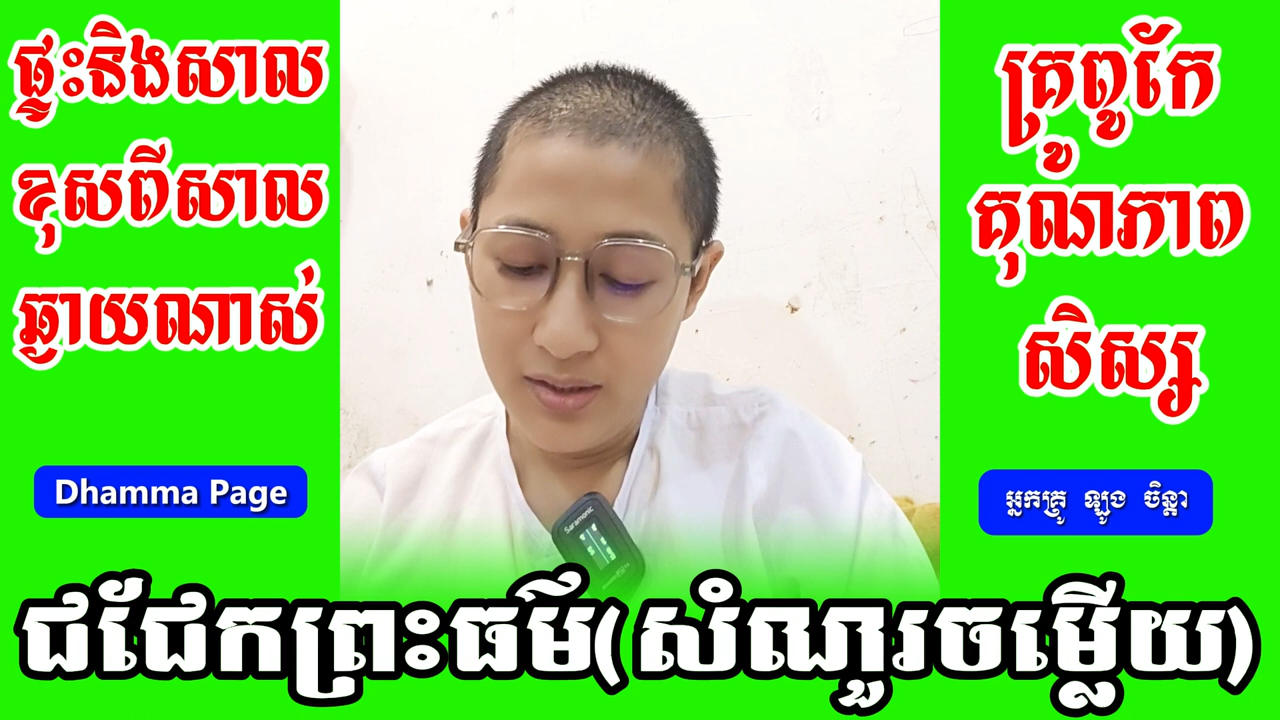 ផ្ទះនិងសាល
ខុសពីសាល
ឆ្ងាយណាស់
គ្រូពូកែ
គុណភាព
សិស្ស
Dhamma Page
អ្នកគ្រូ ឡុង ចិន្តា
Saramonic
ជជែកព្រះធម៌(សំណួរចម្លើយ)